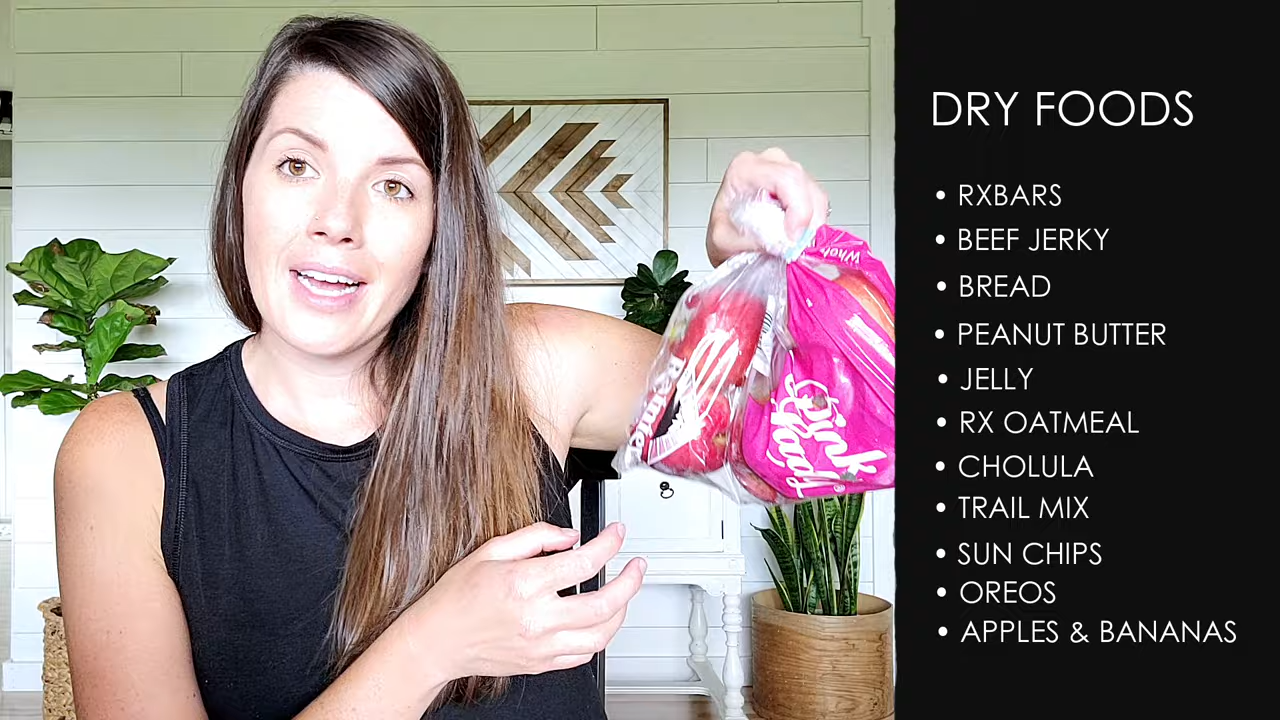 DRY FOODS
• RXBARS
• BEEF JERKY
• BREAD
• PEANUT BUTTER
• JELLY
• RX OATMEAL
• CHOLULA
• TRAIL MIX
• SUN CHIPS
• OREOS
• APPLES & BANANAS
Pink
Lady